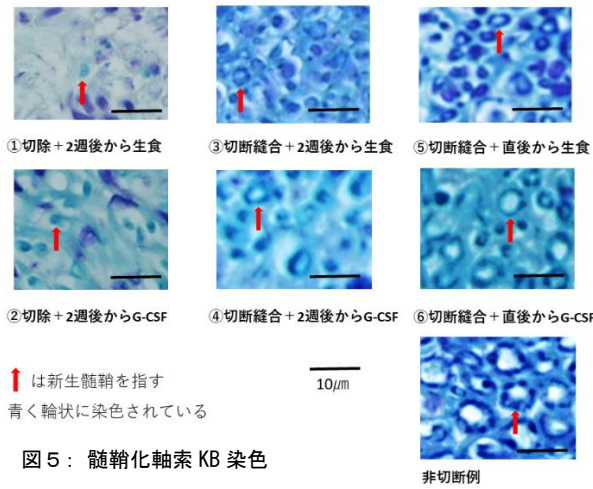 ①切除＋2週後から生食
③切断縫合＋2週後から生食
⑤切断縫合＋直後から生食
②切除＋2週後からG-CSF
④切断縫合＋2週後からG-CSF
⑥切断縫合＋直後からG-CSF
は新生髄鞘を指す
青く輪状に染色されている
10㎛
図５： 髄鞘化軸索 KB 染色
非切断例